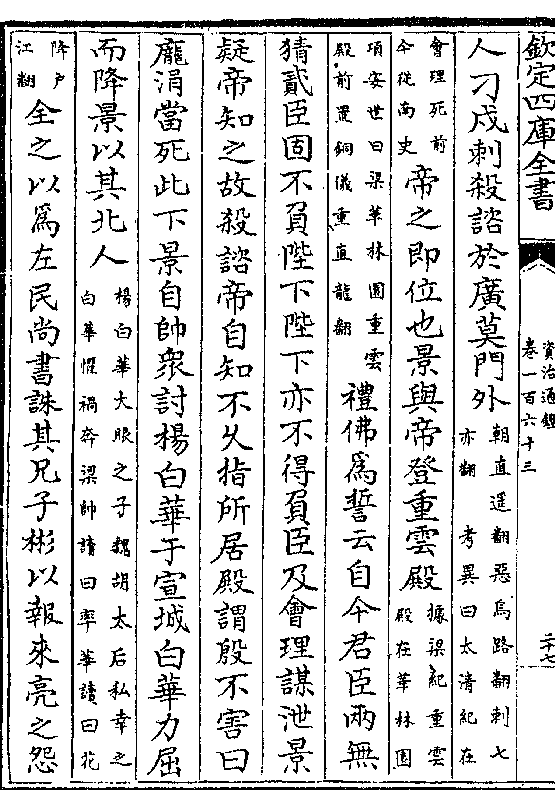 欽定四庫全書
資治通鑑
卷一百六十三
二十七
人刁戍刺殺諮於廣莫門外朝直遥翻惡烏路翻刺七亦翻 考異曰太清紀在
會理死前今從南史帝之即位也景與帝登重雲殿據梁紀重雲殿在華林園
項安世曰梁華林園重雲殿前置銅儀重直龍翻禮佛爲誓云自今君臣兩無
猜貳臣固不負陛下陛下亦不得負臣及會理謀泄景
疑帝知之故殺諮帝自知不久指所居殿謂殷不害曰
龐涓當死此下景自帥衆討楊白華于宣城白華力屈
而降景以其北人楊白華大眼之子魏胡太后私幸之白華懼禍奔梁帥讀曰率華讀曰花
降户江翻全之以爲左民尚書誅其兄子彬以報來亮之怨